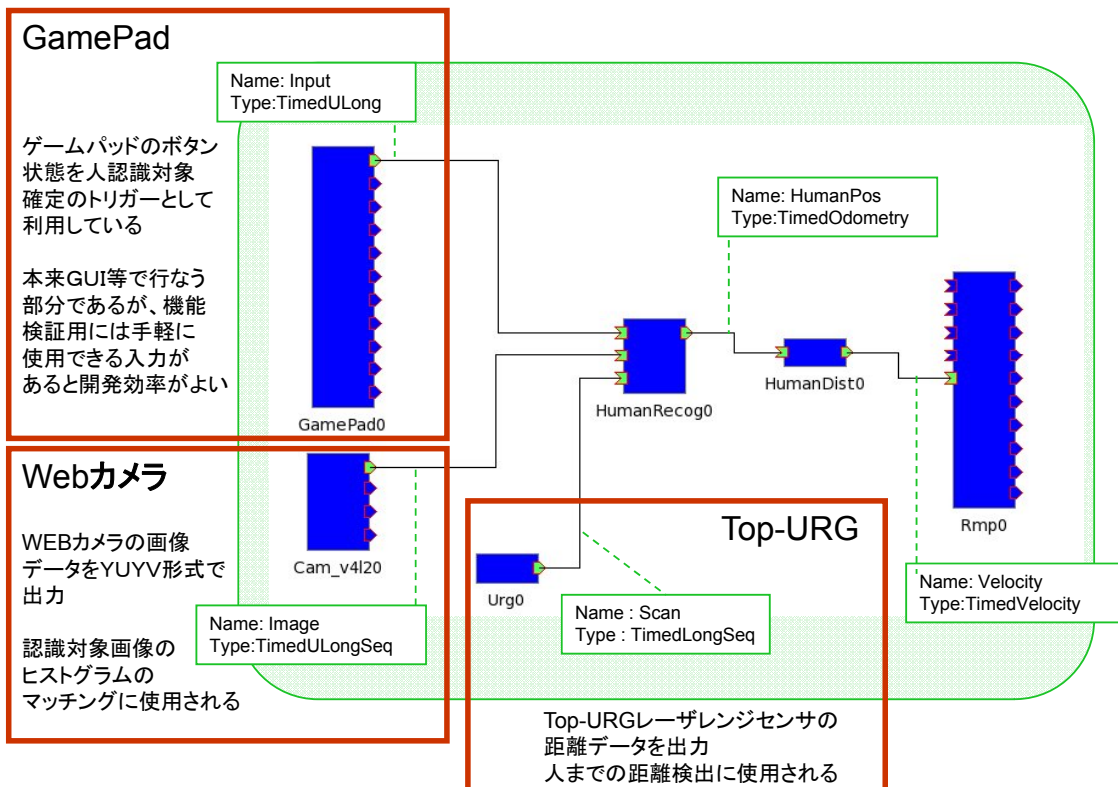 GamePad
Name: Input
Type:TimedULong
ゲームパッドのボタン
状態を人認識対象
確定のトリガーとして
利用している
本来GUI等で行なう
部分であるが、機能
検証用には手軽に
使用できる入力が
あると開発効率がよい
GamePad0
Name: HumanPos
Type:TimedOdometry
HumanRecog0
HumanDist0
Rmp0
Webカメラ
WEBカメラの画像
データをYUYV形式で
出力
認識対象画像の
ヒストグラムの
マッチングに使用される
Cam_v4l20
Name: Image
Type:TimedULongSeq
Top-URG
Urg0
Name : Scan
Type : TimedLongSeq
Name: Velocity
Type:TimedVelocity
Top-URGレーザレンジセンサの
距離データを出力
人までの距離検出に使用される